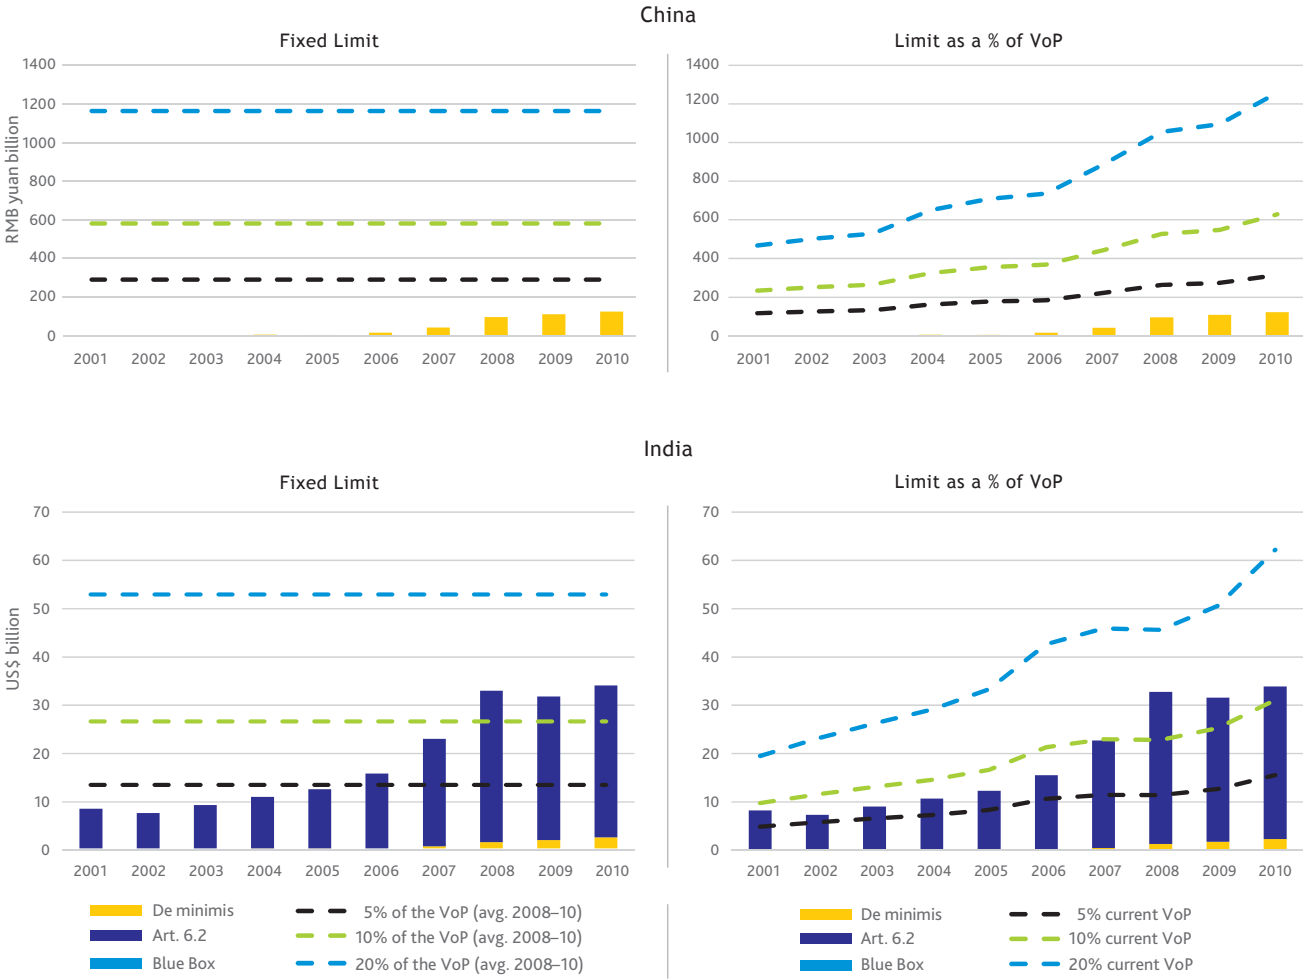 China
Fixed Limit
Limit as a % of VoP
RMB yuan billion
1400
1200
1000
800
600
400
200
0
2001 2002 2003 2004 2005 2006 2007 2008 2009 2010
1400
1200
1000
800
600
400
200
0
2001 2002 2003 2004 2005 2006 2007 2008 2009 2010
India
Fixed Limit
Limit as a % of VoP
US$ billion
70
60
50
40
30
20
10
0
2001 2002 2003 2004 2005 2006 2007 2008 2009 2010
70
60
50
40
30
20
10
0
2001 2002 2003 2004 2005 2006 2007 2008 2009 2010
De minimis
Art. 6.2
Blue Box
5% of the VoP (avg. 2008–10)
10% of the VoP (avg. 2008–10)
20% of the VoP (avg. 2008–10)
De minimis
Art. 6.2
Blue Box
5% current VoP
10% current VoP
20% current VoP